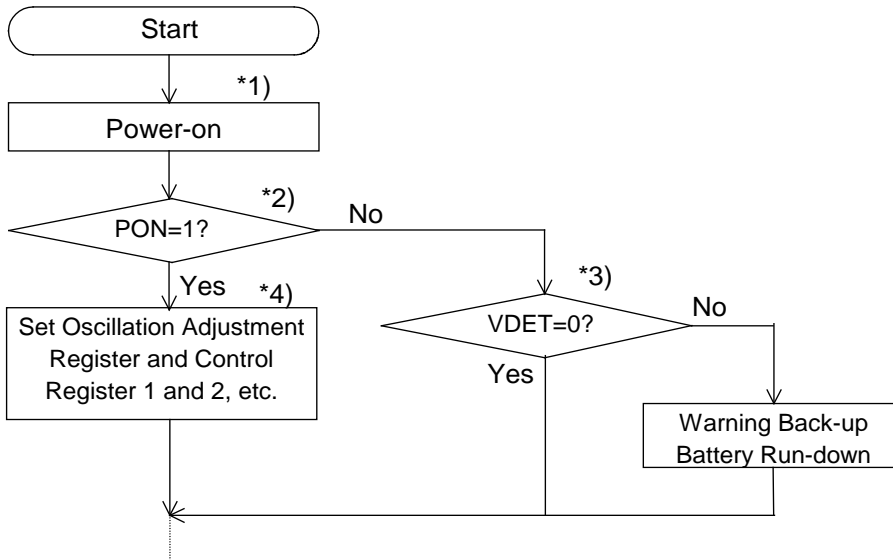 Start
*1)
Power-on
*2)
PON=1?
No
*3)
Yes
*4)
VDET=0?
No
Set Oscillation Adjustment
Register and Control
Register 1 and 2, etc.
Yes
Warning Back-up
Battery Run-down